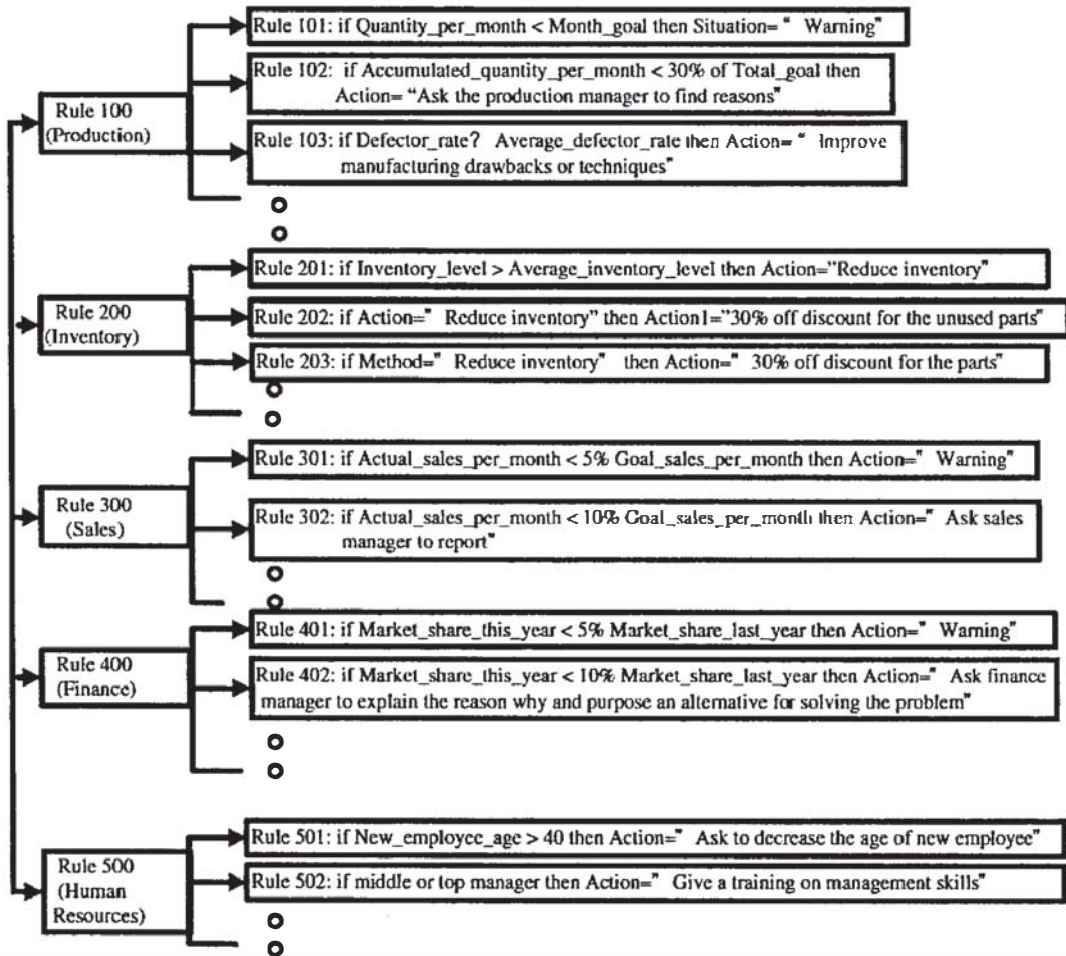 Rule 100
(Production)
Rule 101: if Quantity_per_month < Month_goal then Situation=“ Warning”
Rule 102: if Accumulated_quantity_per_month < 30% of Total_goal then
Action= “Ask the production manager to find reasons”
Rule 103: if Defector_rate? Average_defector_rate then Action= “ Improve
manufacturing drawbacks or techniques”
Rule 200
(Inventory)
Rule 201: if Inventory_level > Average_inventory_level then Action=”Reduce inventory”
Rule 202: if Action=” Reduce inventory” then Action1=”30% off discount for the unused parts”
Rule 203: if Method=” Reduce inventory” then Action=” 30% off discount for the parts”
Rule 300
(Sales)
Rule 301: if Actual_sales_per_month < 5% Goal_sales_per_month then Action=” Warning”
Rule 302: if Actual_sales_per_month < 10% Goal_sales_per_month then Action=” Ask sales
manager to report”
Rule 400
(Finance)
Rule 401: if Market_share_this_year < 5% Market_share_last_year then Action=” Warning”
Rule 402: if Market_share_this_year < 10% Market_share_last_year then Action=” Ask finance
manager to explain the reason why and purpose an alternative for solving the problem”
Rule 500
(Human
Resources)
Rule 501: if New_employee_age > 40 then Action=” Ask to decrease the age of new employee”
Rule 502: if middle or top manager then Action=” Give a training on management skills”